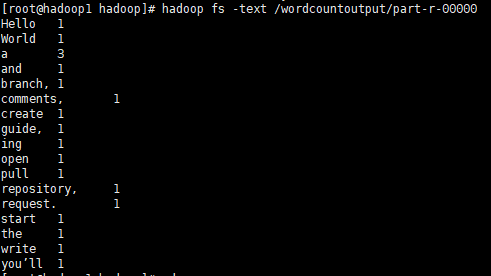 [root@hadoop1 hadoop]# hadoop fs -text /wordcountoutput/part-r-00000
Hello 1
World 1
a 3
and 1
branch, 1
comments, 1
create 1
guide, 1
ing 1
open 1
pull 1
repository, 1
request. 1
start 1
the 1
write 1
you’ll 1